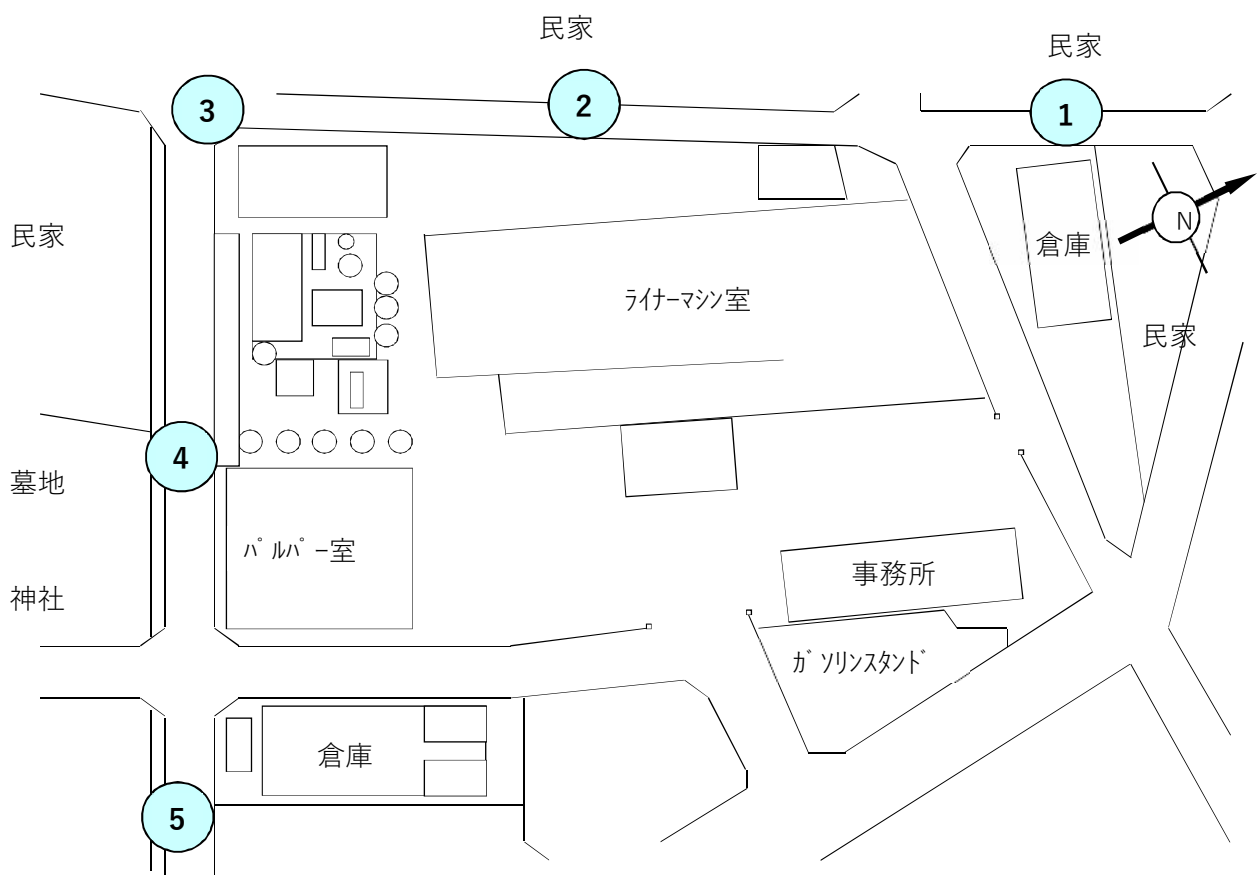 民家
民家
3
2
1
N
民家
倉庫
ﾗｲﾅｰﾏｼﾝ室
民家
4
墓地
ﾊﾟﾙﾊﾟｰ室
事務所
神社
ｶﾞｿﾘﾝｽﾀﾝﾄﾞ
倉庫
5